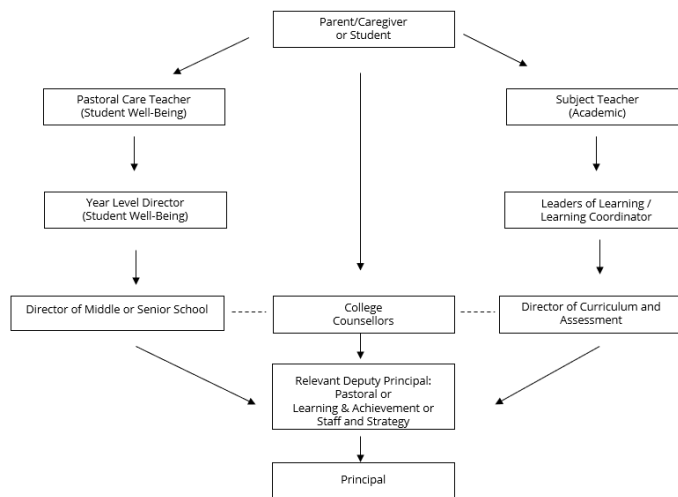 Parent/Caregiver
or Student
Pastoral Care Teacher
(Student Well-Being)
Subject Teacher
(Academic)
Year Level Director
(Student Well-Being)
Leaders of Learning /
Learning Coordinator
Director of Middle or Senior School
College
Counsellors
Director of Curriculum and
Assessment
Relevant Deputy Principal:
Pastoral or
Learning & Achievement or
Staff and Strategy
Principal